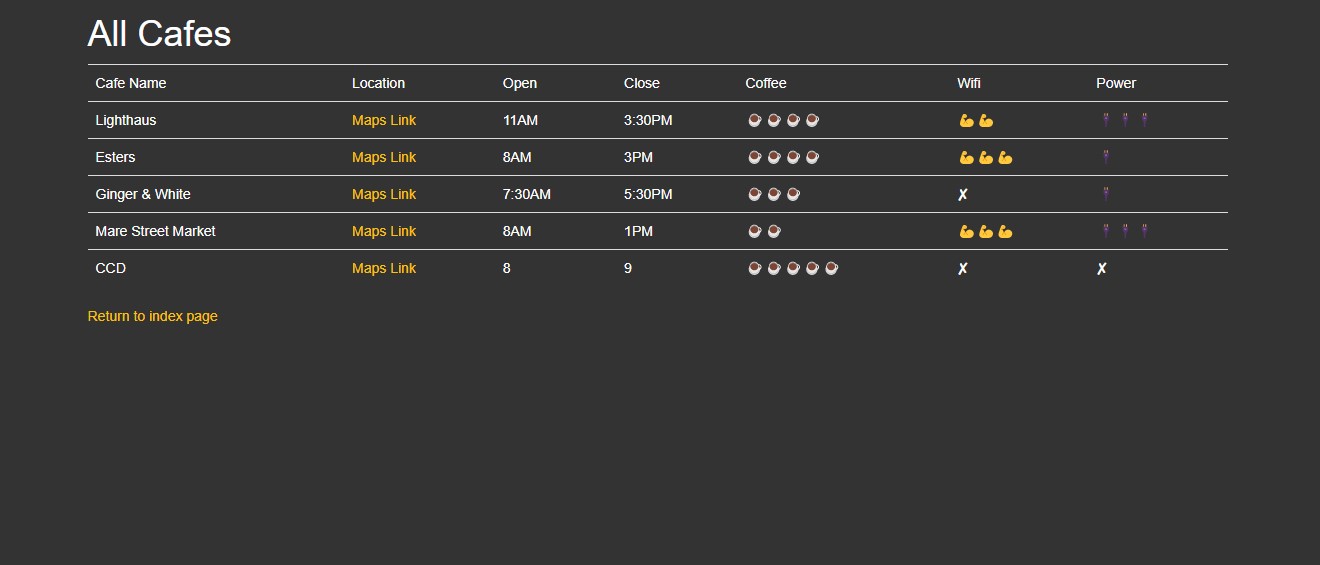 All Cafes
Cafe Name Location Open Close Coffee Wifi Power
Lighthaus Maps Link 11AM 3:30PM ☕☕☕☕ 💪💪 🔌🔌🔌
Esters Maps Link 8AM 3PM ☕☕☕☕ 💪💪💪 🔌
Ginger & White Maps Link 7:30AM 5:30PM ☕☕☕ ✘ 🔌
Mare Street Market Maps Link 8AM 1PM ☕☕ 💪💪💪 🔌🔌🔌
CCD Maps Link 8 9 ☕☕☕☕☕ ✘ ✘
Return to index page